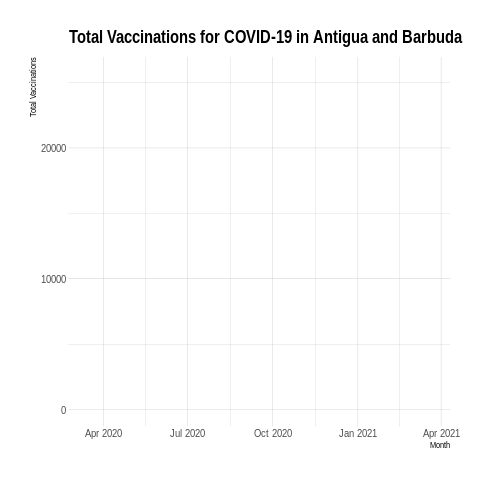 Total Vaccinations for COVID-19 in Antigua and Barbuda
Total Vaccinations
20000
10000
0
Apr 2020 Jul 2020 Oct 2020 Jan 2021 Apr 2021
Month